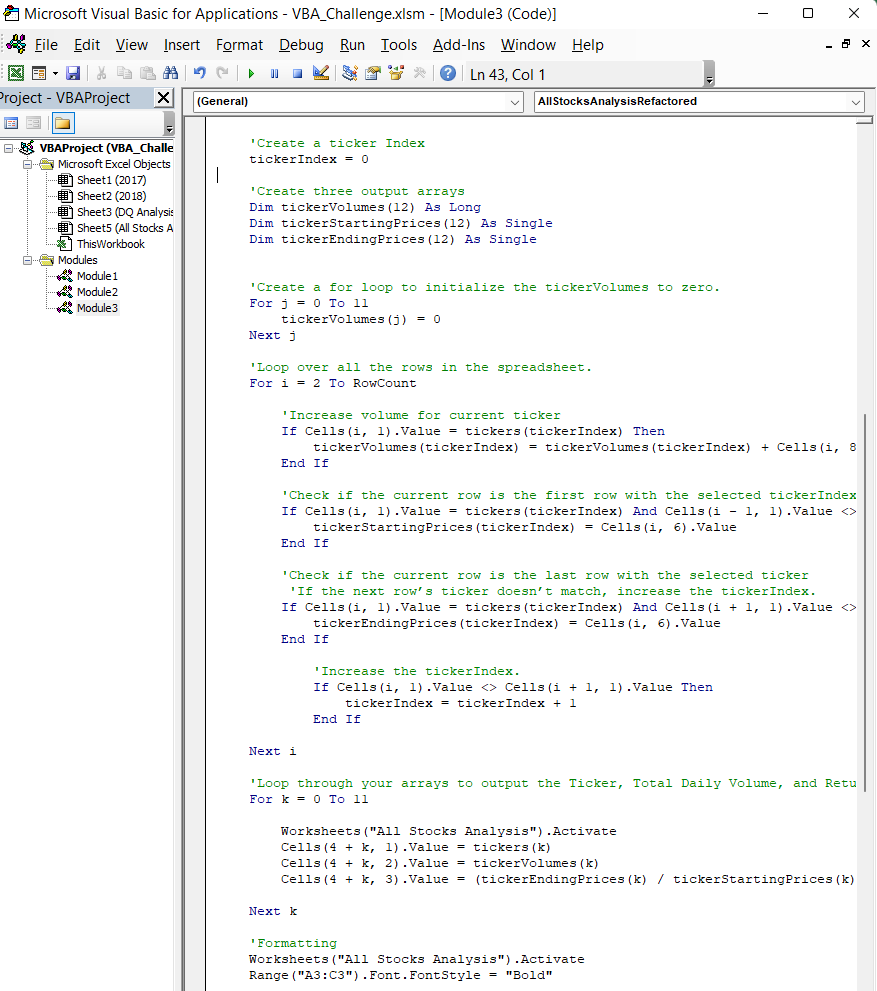 Microsoft Visual Basic for Applications - VBA_Challenge.xlsm - [Module3 (Code)]
File Edit View Insert Format Debug Run Tools Add-Ins Window Help
Ln 43, Col 1
Project - VBAProject
(General) AllStocksAnalysisRefactored
VBAProject (VBA_Challe
Microsoft Excel Objects
Sheet1 (2017)
Sheet2 (2018)
Sheet3 (DQ Analysis
Sheet5 (All Stocks A
ThisWorkbook
Modules
Module1
Module2
Module3
'Create a ticker Index
tickerIndex = 0
'Create three output arrays
Dim tickerVolumes(12) As Long
Dim tickerStartingPrices(12) As Single
Dim tickerEndingPrices(12) As Single
'Create a for loop to initialize the tickerVolumes to zero.
For j = 0 To 11
tickerVolumes(j) = 0
Next j
'Loop over all the rows in the spreadsheet.
For i = 2 To RowCount
'Increase volume for current ticker
If Cells(i, 1).Value = tickers(tickerIndex) Then
tickerVolumes(tickerIndex) = tickerVolumes(tickerIndex) + Cells(i, 8
End If
'Check if the current row is the first row with the selected tickerIndex
If Cells(i, 1).Value = tickers(tickerIndex) And Cells(i - 1, 1).Value <>
tickerStartingPrices(tickerIndex) = Cells(i, 6).Value
End If
'Check if the current row is the last row with the selected ticker
'If the next row’s ticker doesn’t match, increase the tickerIndex.
If Cells(i, 1).Value = tickers(tickerIndex) And Cells(i + 1, 1).Value <>
tickerEndingPrices(tickerIndex) = Cells(i, 6).Value
End If
'Increase the tickerIndex.
If Cells(i, 1).Value <> Cells(i + 1, 1).Value Then
tickerIndex = tickerIndex + 1
End If
Next i
'Loop through your arrays to output the Ticker, Total Daily Volume, and Retu
For k = 0 To 11
Worksheets("All Stocks Analysis").Activate
Cells(4 + k, 1).Value = tickers(k)
Cells(4 + k, 2).Value = tickerVolumes(k)
Cells(4 + k, 3).Value = (tickerEndingPrices(k) / tickerStartingPrices(k)
Next k
'Formatting
Worksheets("All Stocks Analysis").Activate
Range("A3:C3").Font.FontStyle = "Bold"